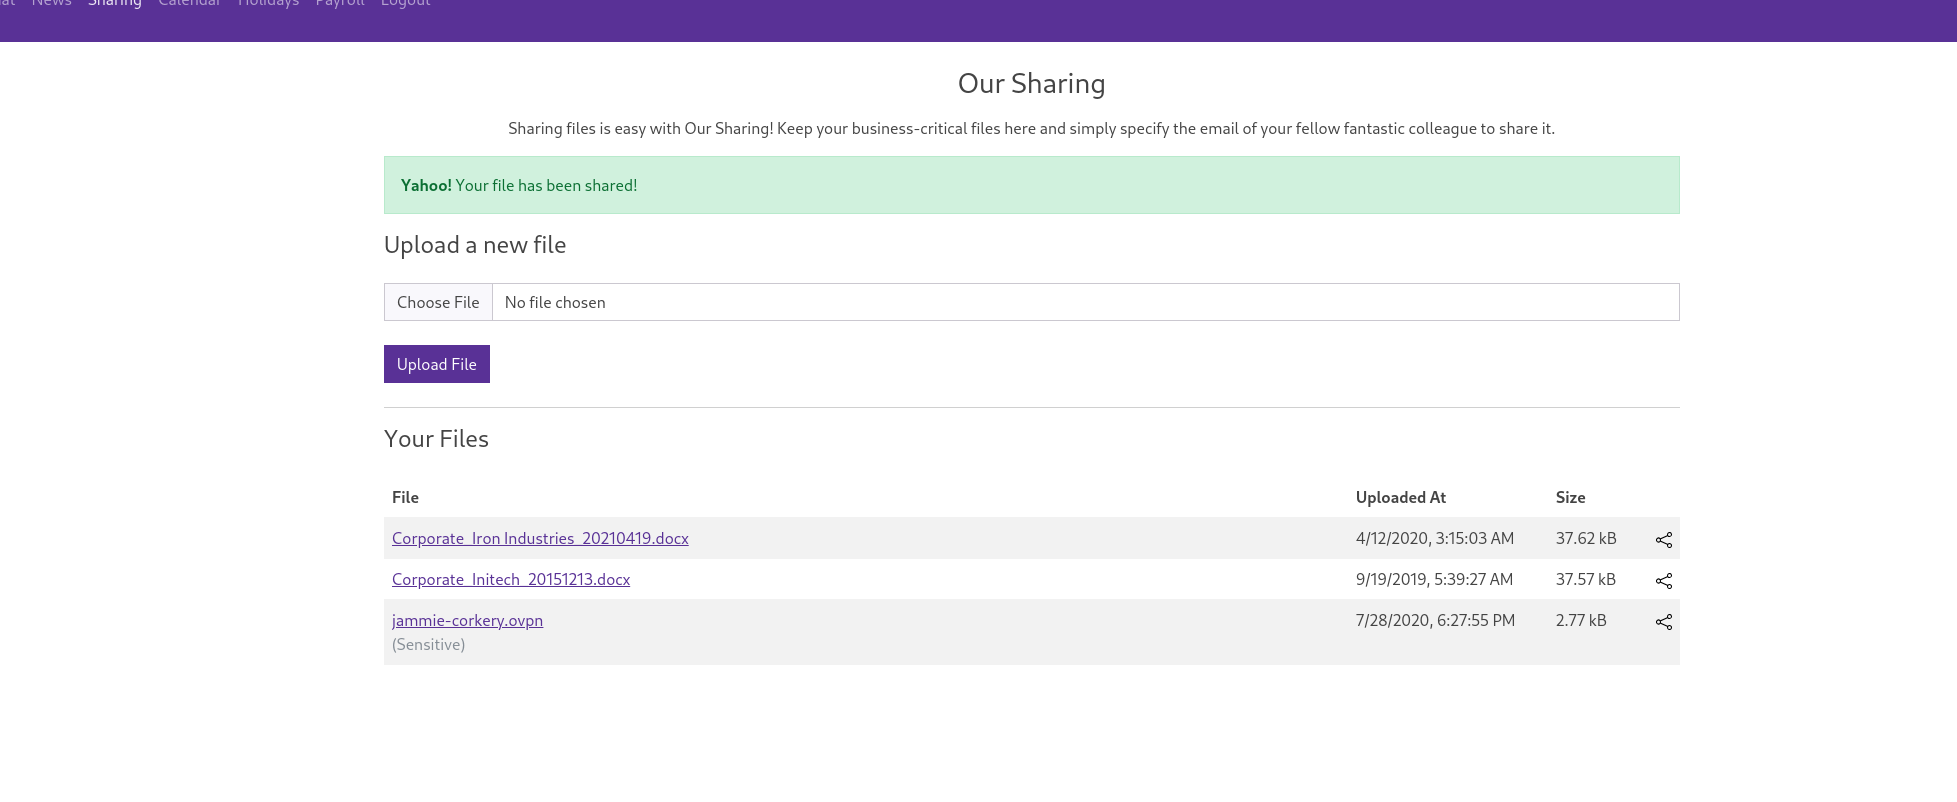 News Sharing Calendar Holidays Payroll Logout
Our Sharing
Sharing files is easy with Our Sharing! Keep your business-critical files here and simply specify the email of your fellow fantastic colleague to share it.
Yahoo! Your file has been shared!
Upload a new file
Choose File No file chosen
Upload File
Your Files
File Uploaded At Size
Corporate_Iron Industries_20210419.docx 4/12/2020, 3:15:03 AM 37.62 kB
Corporate_Initech_20151213.docx 9/19/2019, 5:39:27 AM 37.57 kB
jammie-corkery.ovpn 7/28/2020, 6:27:55 PM 2.77 kB
(Sensitive)